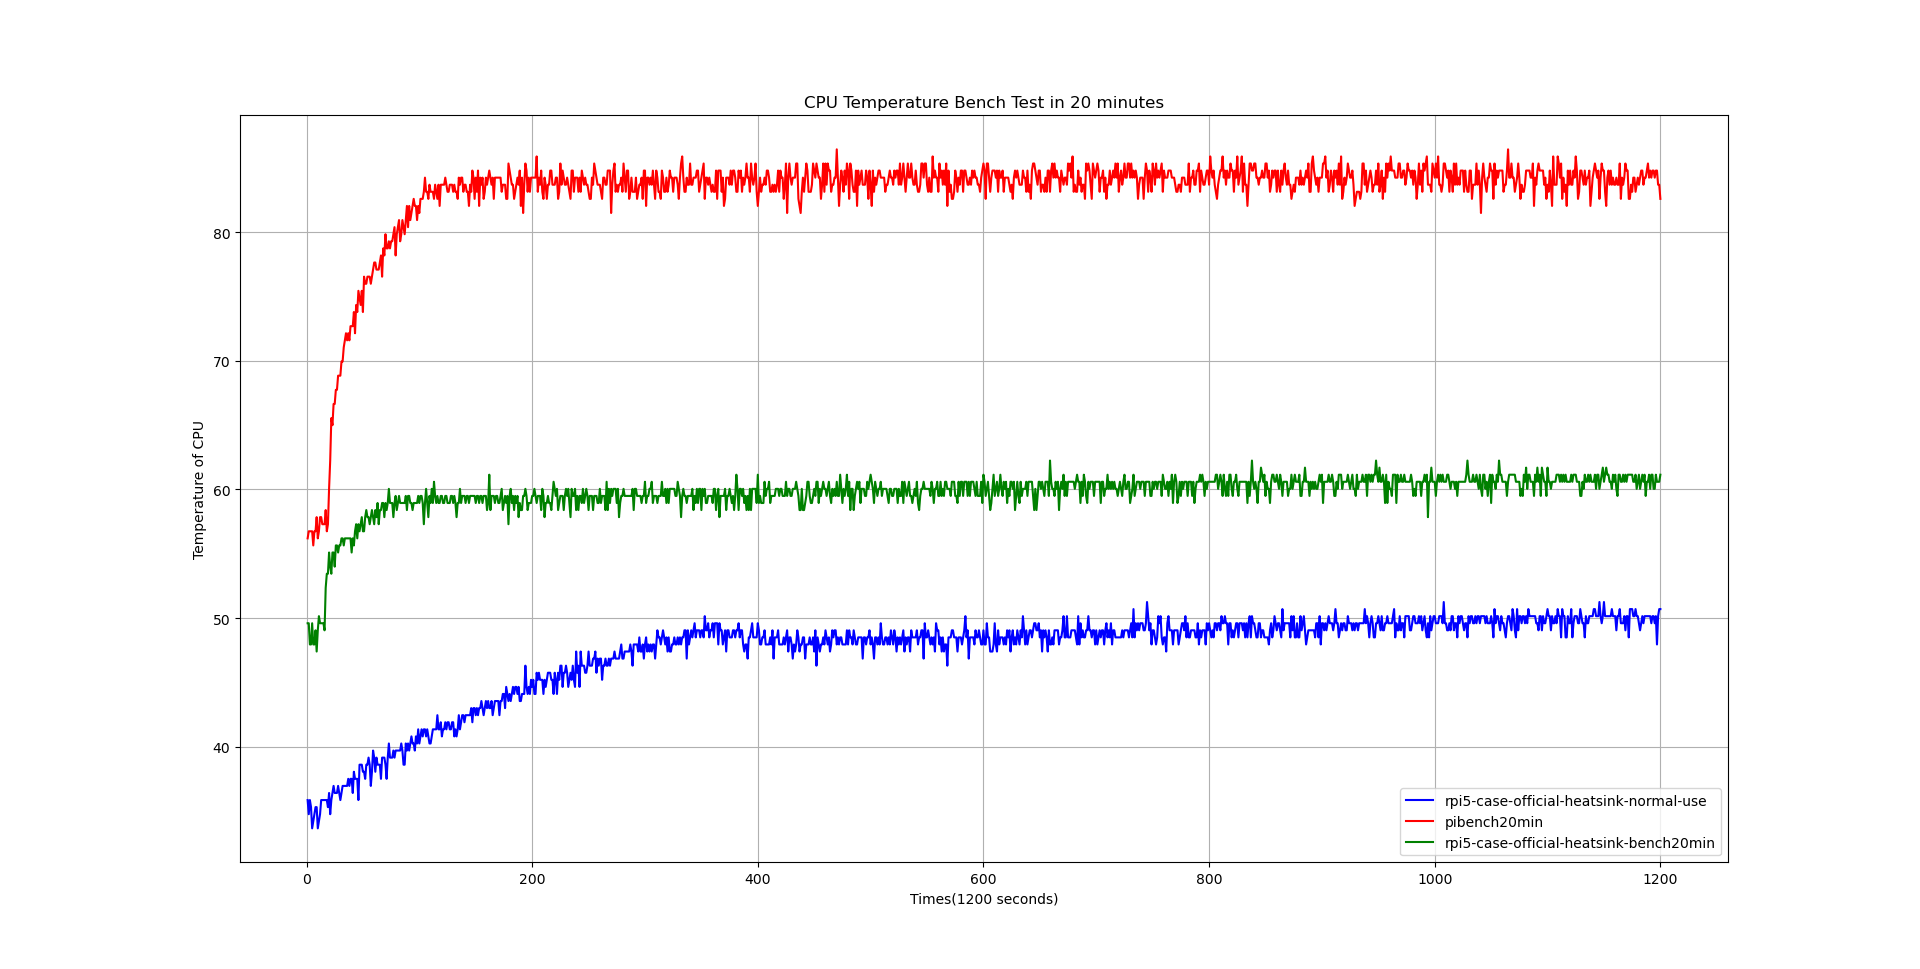 CPU Temperature Bench Test in 20 minutes
Temperature of CPU
80
70
60
50
40
0
200
400
600
800
1000
1200
Times(1200 seconds)
rpi5-case-official-heatsink-normal-use
pibench20min
rpi5-case-official-heatsink-bench20min